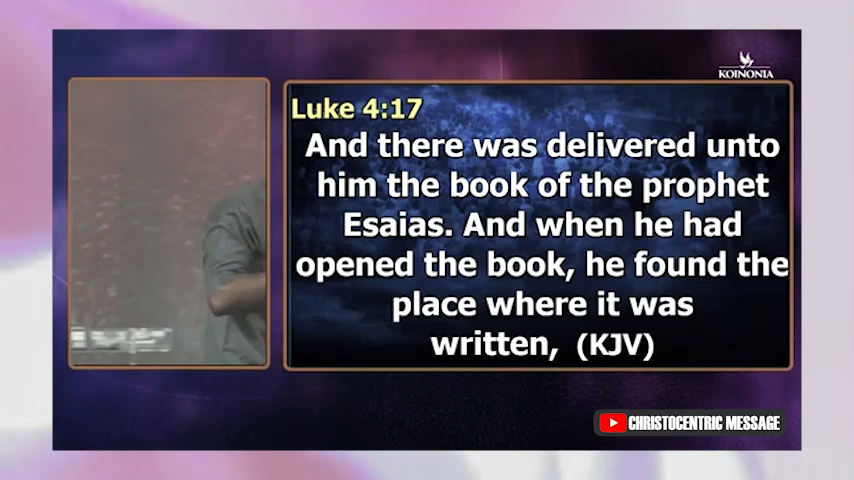 KOINONIA
Luke 4:17
And there was delivered unto
him the book of the prophet
Esaias. And when he had
opened the book, he found the
place where it was
written, (KJV)
CHRISTOCENTRIC MESSAGE